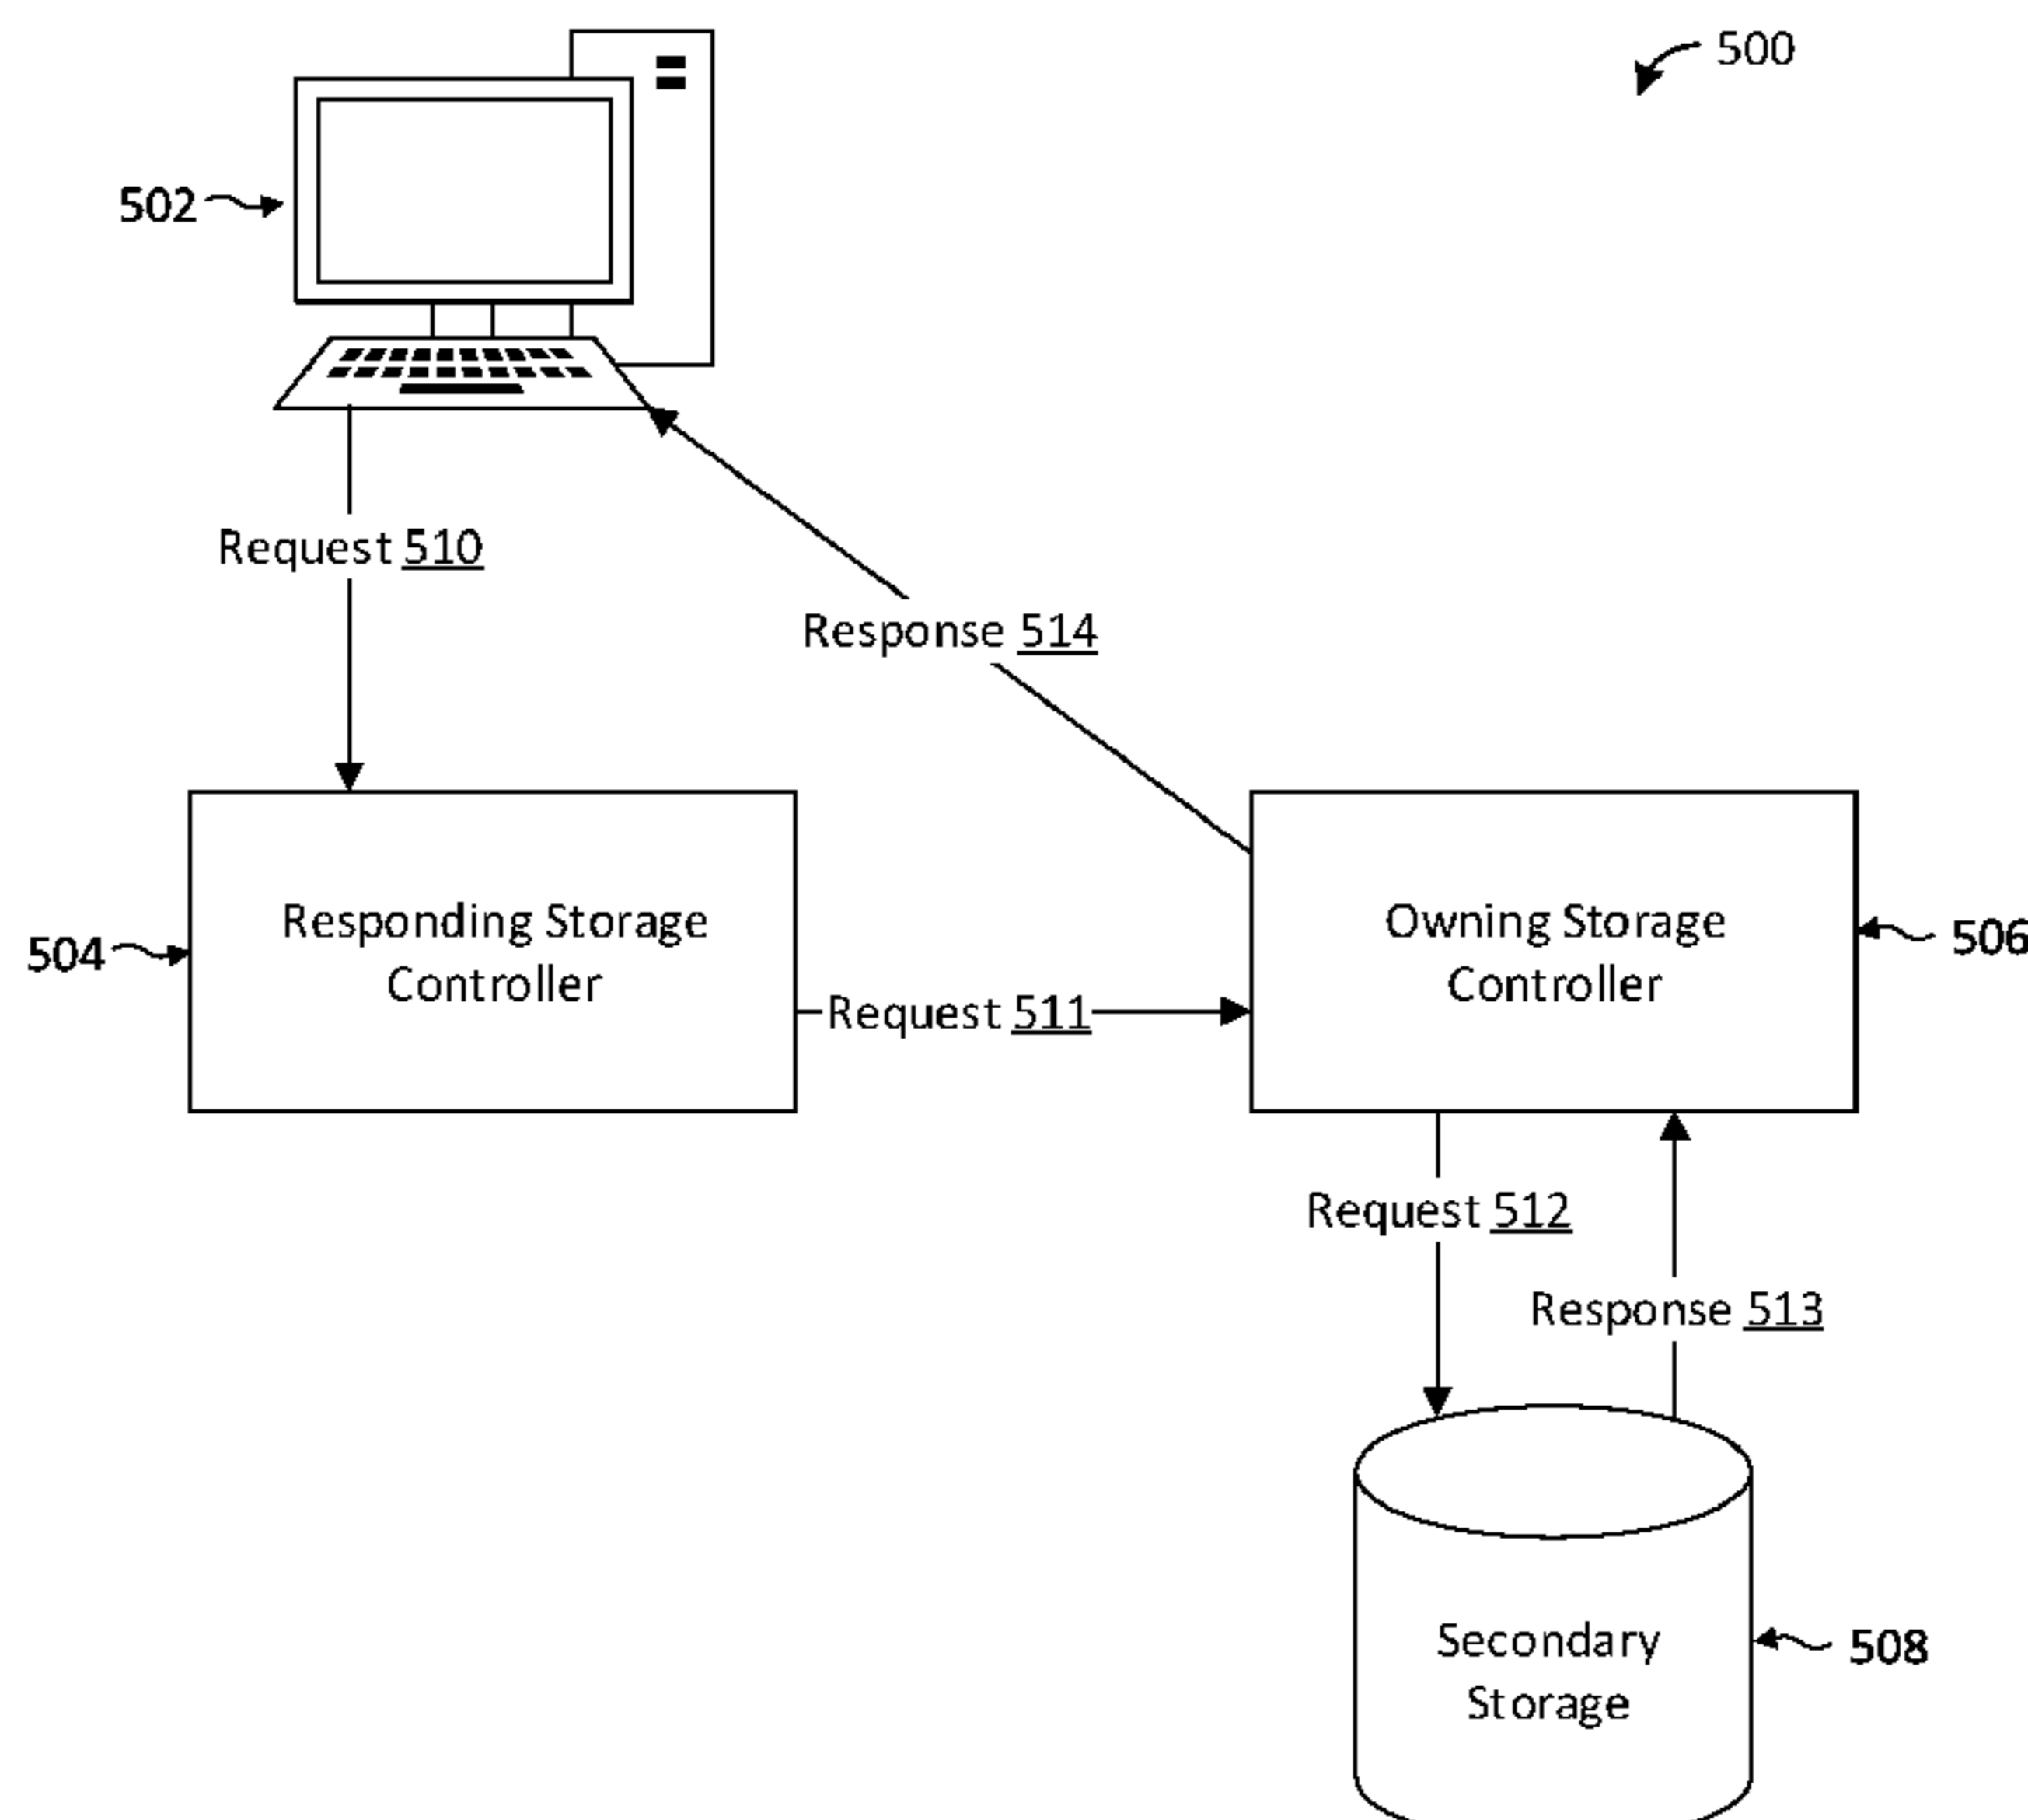 500
502
Request 510
Response 514
Responding Storage
Controller
504
Owning Storage
Controller
506
Request 511
Request 512
Response 513
Secondary
Storage
508